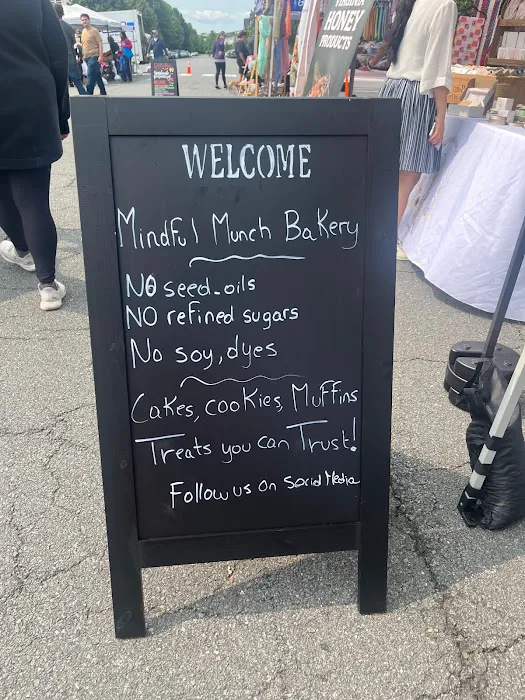 VIRGINIA
HONEY
PRODUCTS
WELCOME
Mindful Munch Bakery
NO seed-oils
NO refined sugars
No soy, dyes
Cakes, cookies, Muffins
Treats you can Trust!
Follow us On Social Media